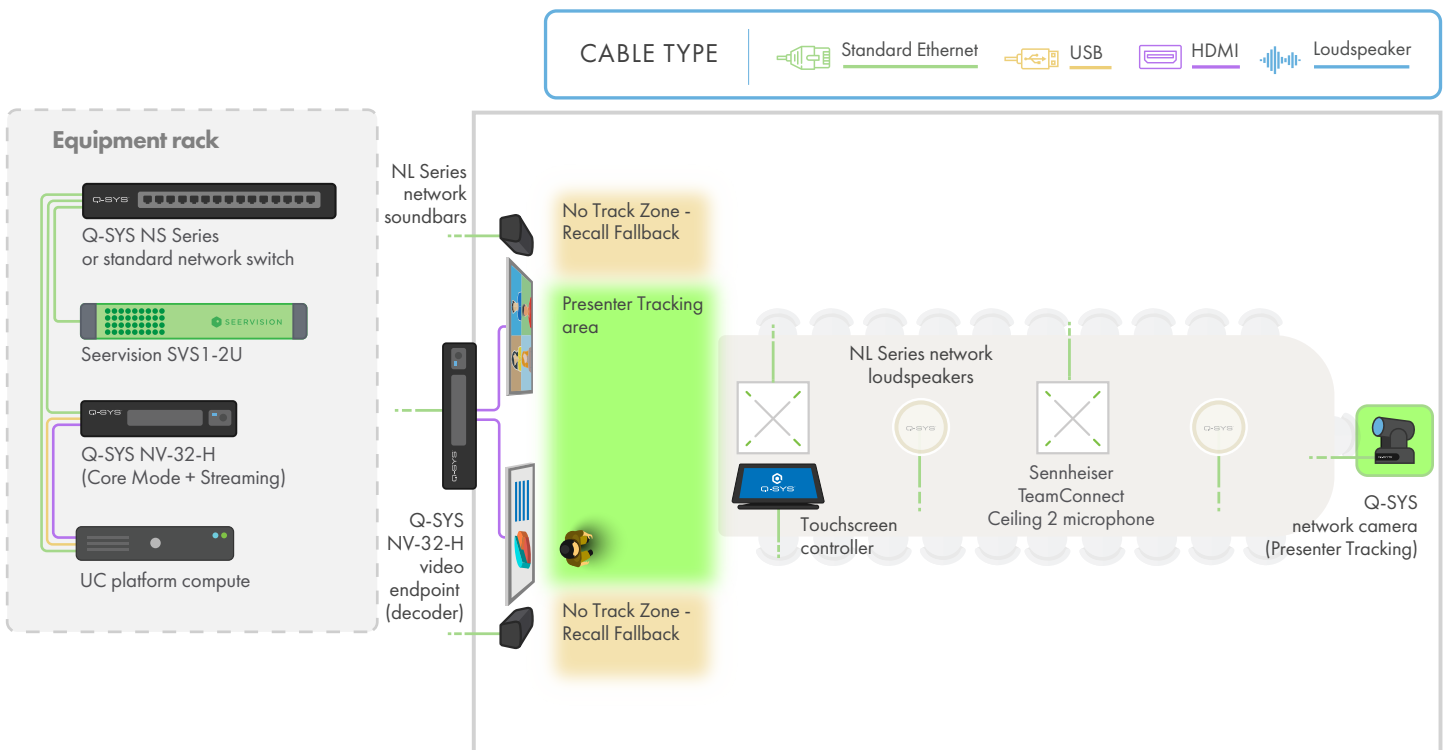 CABLE TYPE
Standard Ethernet
USB
HDMI
Loudspeaker
Equipment rack
Q-SYS
Q-SYS NS Series
or standard network switch
SEERVISION
Seervision SVS1-2U
Q-SYS
Q-SYS NV-32-H
(Core Mode + Streaming)
UC platform compute
NL Series
network
soundbars
Q-SYS
Q-SYS
NV-32-H
video
endpoint
(decoder)
No Track Zone -
Recall Fallback
Presenter Tracking
area
No Track Zone -
Recall Fallback
NL Series network
loudspeakers
Q-SYS
Q-SYS
Q-SYS
Touchscreen
controller
Sennheiser
TeamConnect
Ceiling 2 microphone
Q-SYS
Q-SYS
network camera
(Presenter Tracking)